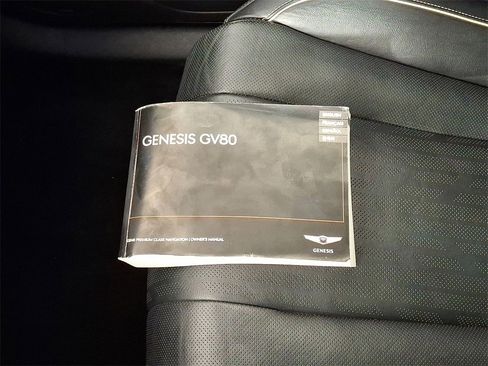 ENGLISH
FRANÇAIS
ESPAÑOL
GENESIS GV80
PREMIUM CLASS NAVIGATION | OWNER'S MANUAL
GENESIS